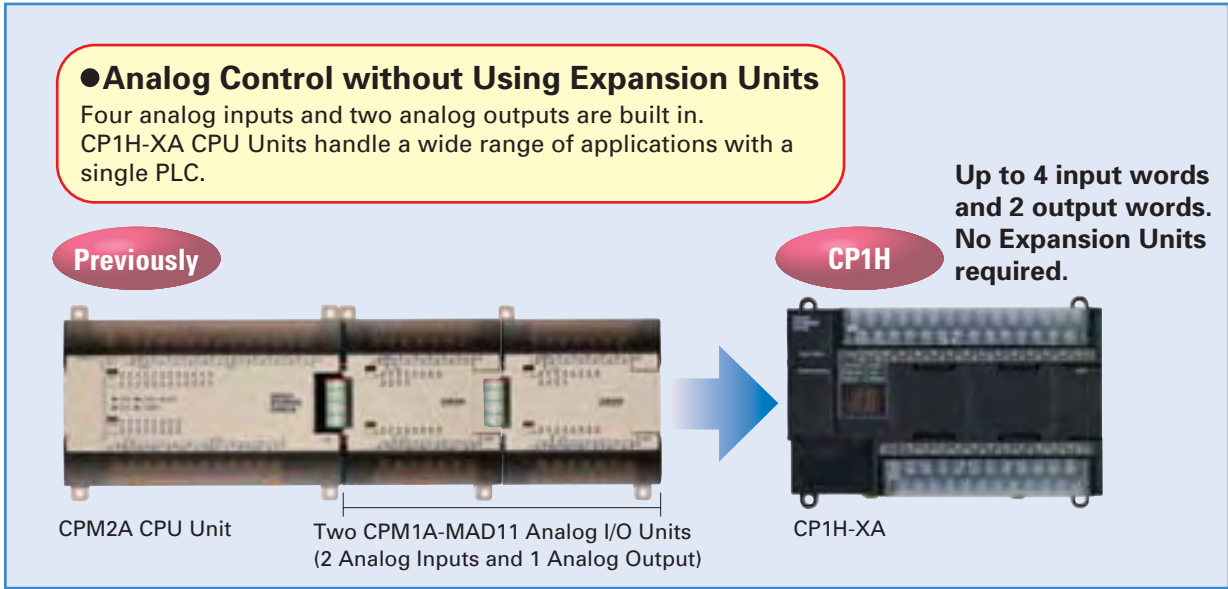 ●Analog Control without Using Expansion Units
Four analog inputs and two analog outputs are built in.
CP1H-XA CPU Units handle a wide range of applications with a
single PLC.
Up to 4 input words
and 2 output words.
No Expansion Units
required.
Previously
CP1H
CPM2A CPU Unit
Two CPM1A-MAD11 Analog I/O Units
(2 Analog Inputs and 1 Analog Output)
CP1H-XA